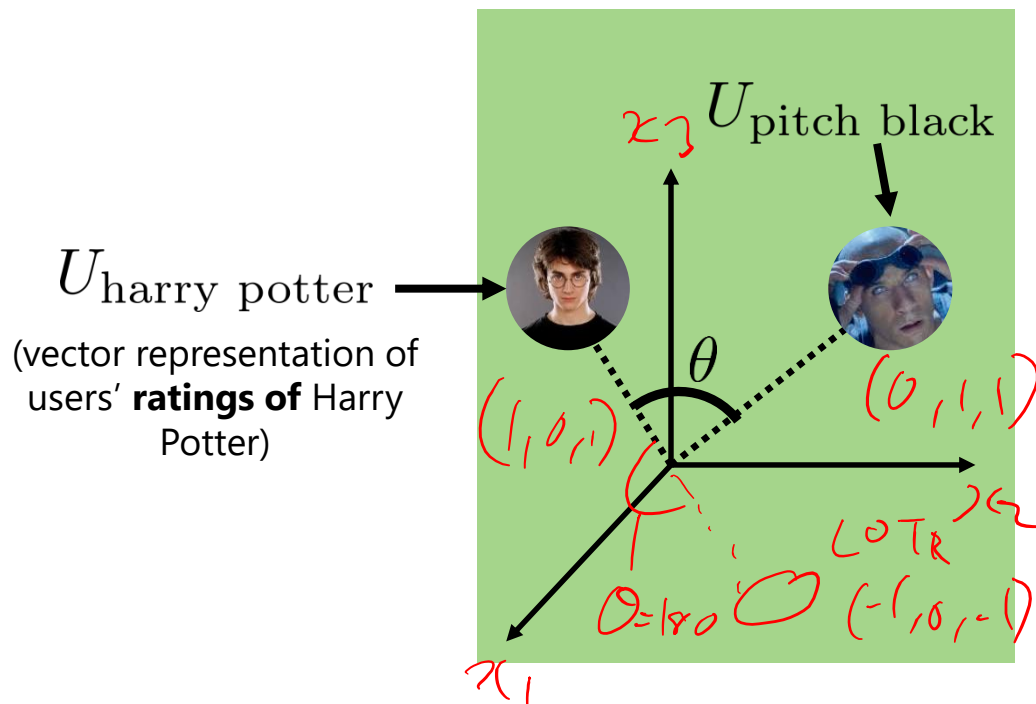 x3
U_pitch black
U_harry potter
(vector representation of
users' ratings of Harry
Potter)
θ
(1,0,1)
(0,1,1)
x2
LOTR
θ=180
(-1,0,-1)
x1